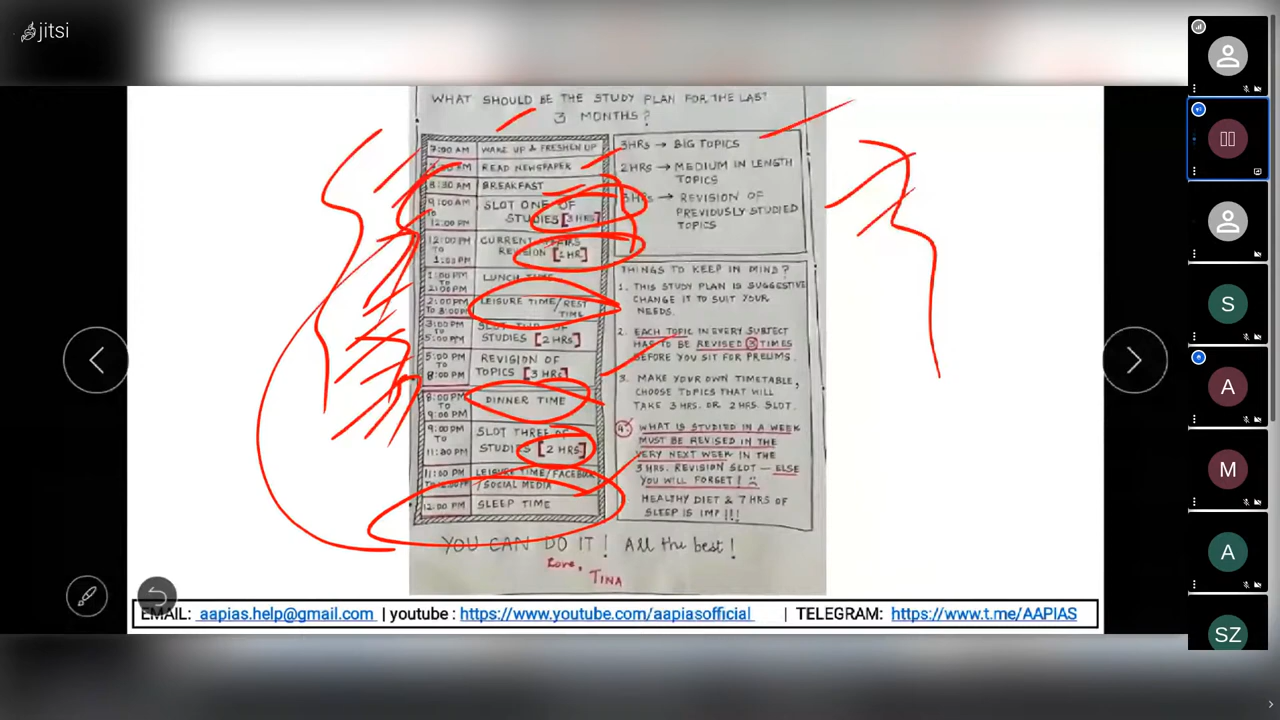 jitsi
WHAT SHOULD BE THE STUDY PLAN FOR THE LAST
3 MONTHS?
7:00 AM WAKE UP & FRESHEN UP
READ NEWSPAPER
8:30 AM BREAKFAST
9:00 AM TO 12:00 PM SLOT ONE OF
STUDIES [3 HRS]
12:00 PM TO 1:00 PM CURRENT AFFAIRS
REVISION [1 HR]
1:00 PM TO 2:00 PM LUNCH TIME
2:00 PM TO 3:00 PM LEISURE TIME/REST
TIME
3:00 PM TO 5:00 PM SLOT TWO OF
STUDIES [2 HRS]
5:00 PM TO 8:00 PM REVISION OF
TOPICS [3 HRS]
8:00 PM TO 9:00 PM DINNER TIME
9:00 PM TO 11:00 PM SLOT THREE OF
STUDIES [2 HRS]
11:00 PM TO LEISURE TIME/FACEBOOK
/SOCIAL MEDIA
12:00 PM SLEEP TIME
3HRS → BIG TOPICS
2HRS → MEDIUM IN LENGTH
TOPICS
3HRS → REVISION OF
PREVIOUSLY STUDIED
TOPICS
THINGS TO KEEP IN MIND?
1. THIS STUDY PLAN IS SUGGESTIVE
CHANGE IT TO SUIT YOUR
NEEDS.
2. EACH TOPIC IN EVERY SUBJECT
HAS TO BE REVISED 3 TIMES
BEFORE YOU SIT FOR PRELIMS.
3. MAKE YOUR OWN TIMETABLE,
CHOOSE TOPICS THAT WILL
TAKE 3 HRS. OR 2 HRS. SLOT.
4. WHAT IS STUDIED IN A WEEK
MUST BE REVISED IN THE
VERY NEXT WEEK IN THE
3 HRS. REVISION SLOT — ELSE
YOU WILL FORGET!
HEALTHY DIET & 7 HRS OF
SLEEP IS IMP!!!
YOU CAN DO IT! All the best!
Love,
TINA
EMAIL: aapias.help@gmail.com | youtube : https://www.youtube.com/aapiasofficial | TELEGRAM: https://www.t.me/AAPIAS
S
A
M
A
SZ